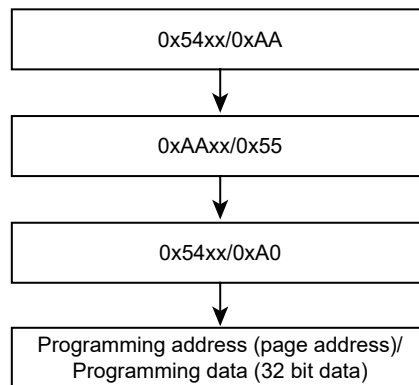 0x54xx/0xAA
0xAAxx/0x55
0x54xx/0xA0
Programming address (page address)/
Programming data (32 bit data)